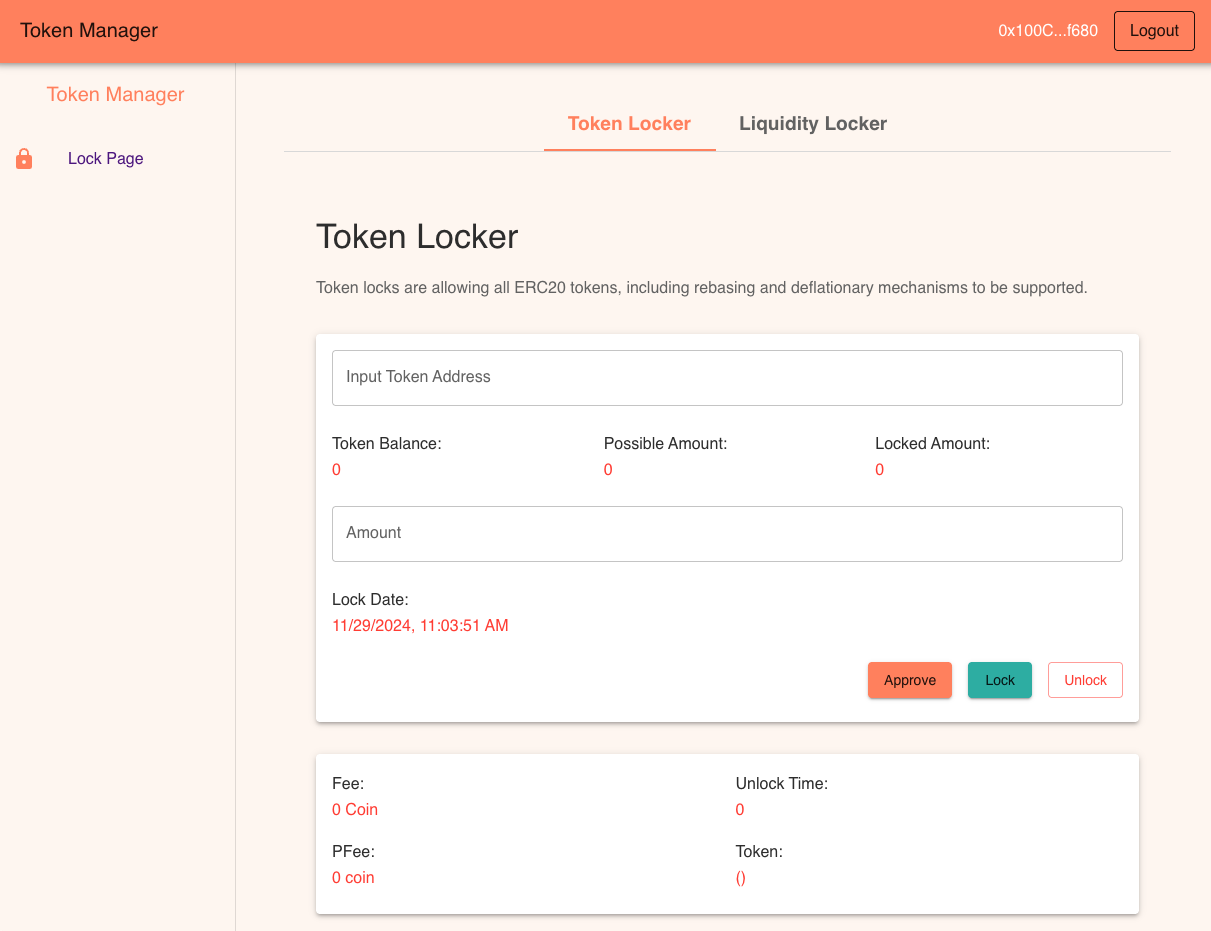 Token Manager
0x100C...f680
Logout
Token Manager
Lock Page
Token Locker
Liquidity Locker
Token Locker
Token locks are allowing all ERC20 tokens, including rebasing and deflationary mechanisms to be supported.
Input Token Address
Token Balance:
0
Possible Amount:
0
Locked Amount:
0
Amount
Lock Date:
11/29/2024, 11:03:51 AM
Approve
Lock
Unlock
Fee:
0 Coin
Unlock Time:
0
PFee:
0 coin
Token:
()